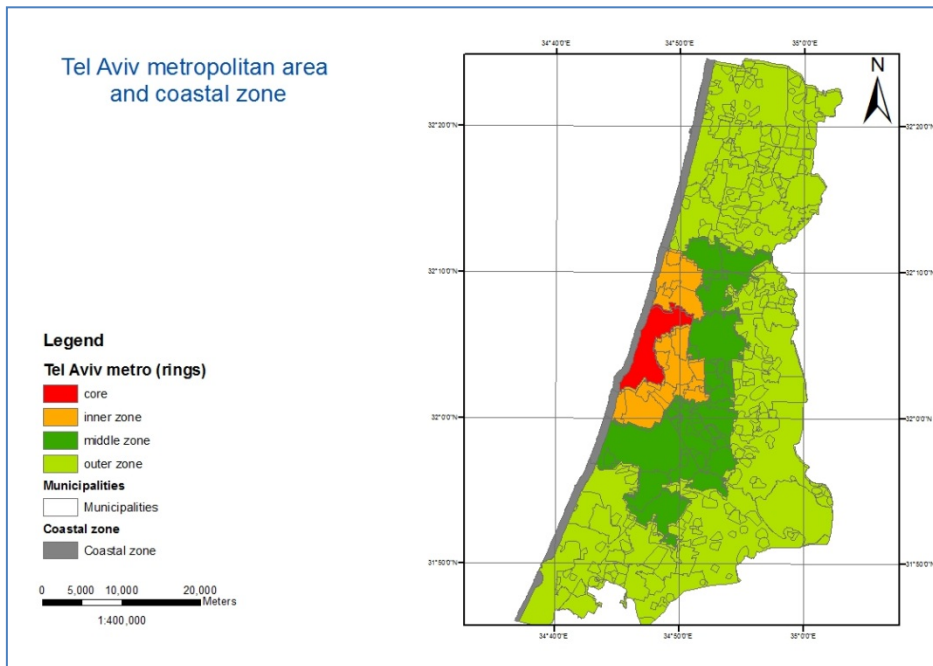 Tel Aviv metropolitan area
and coastal zone
34°40'0"E 34°50'0"E 35°0'0"E
N
32°20'0"N 32°20'0"N
32°10'0"N 32°10'0"N
32°0'0"N 32°0'0"N
31°50'0"N 31°50'0"N
34°40'0"E 34°50'0"E 35°0'0"E
Legend
Tel Aviv metro (rings)
core
inner zone
middle zone
outer zone
Municipalities
Municipalities
Coastal zone
Coastal zone
0 5,000 10,000 20,000
Meters
1:400,000